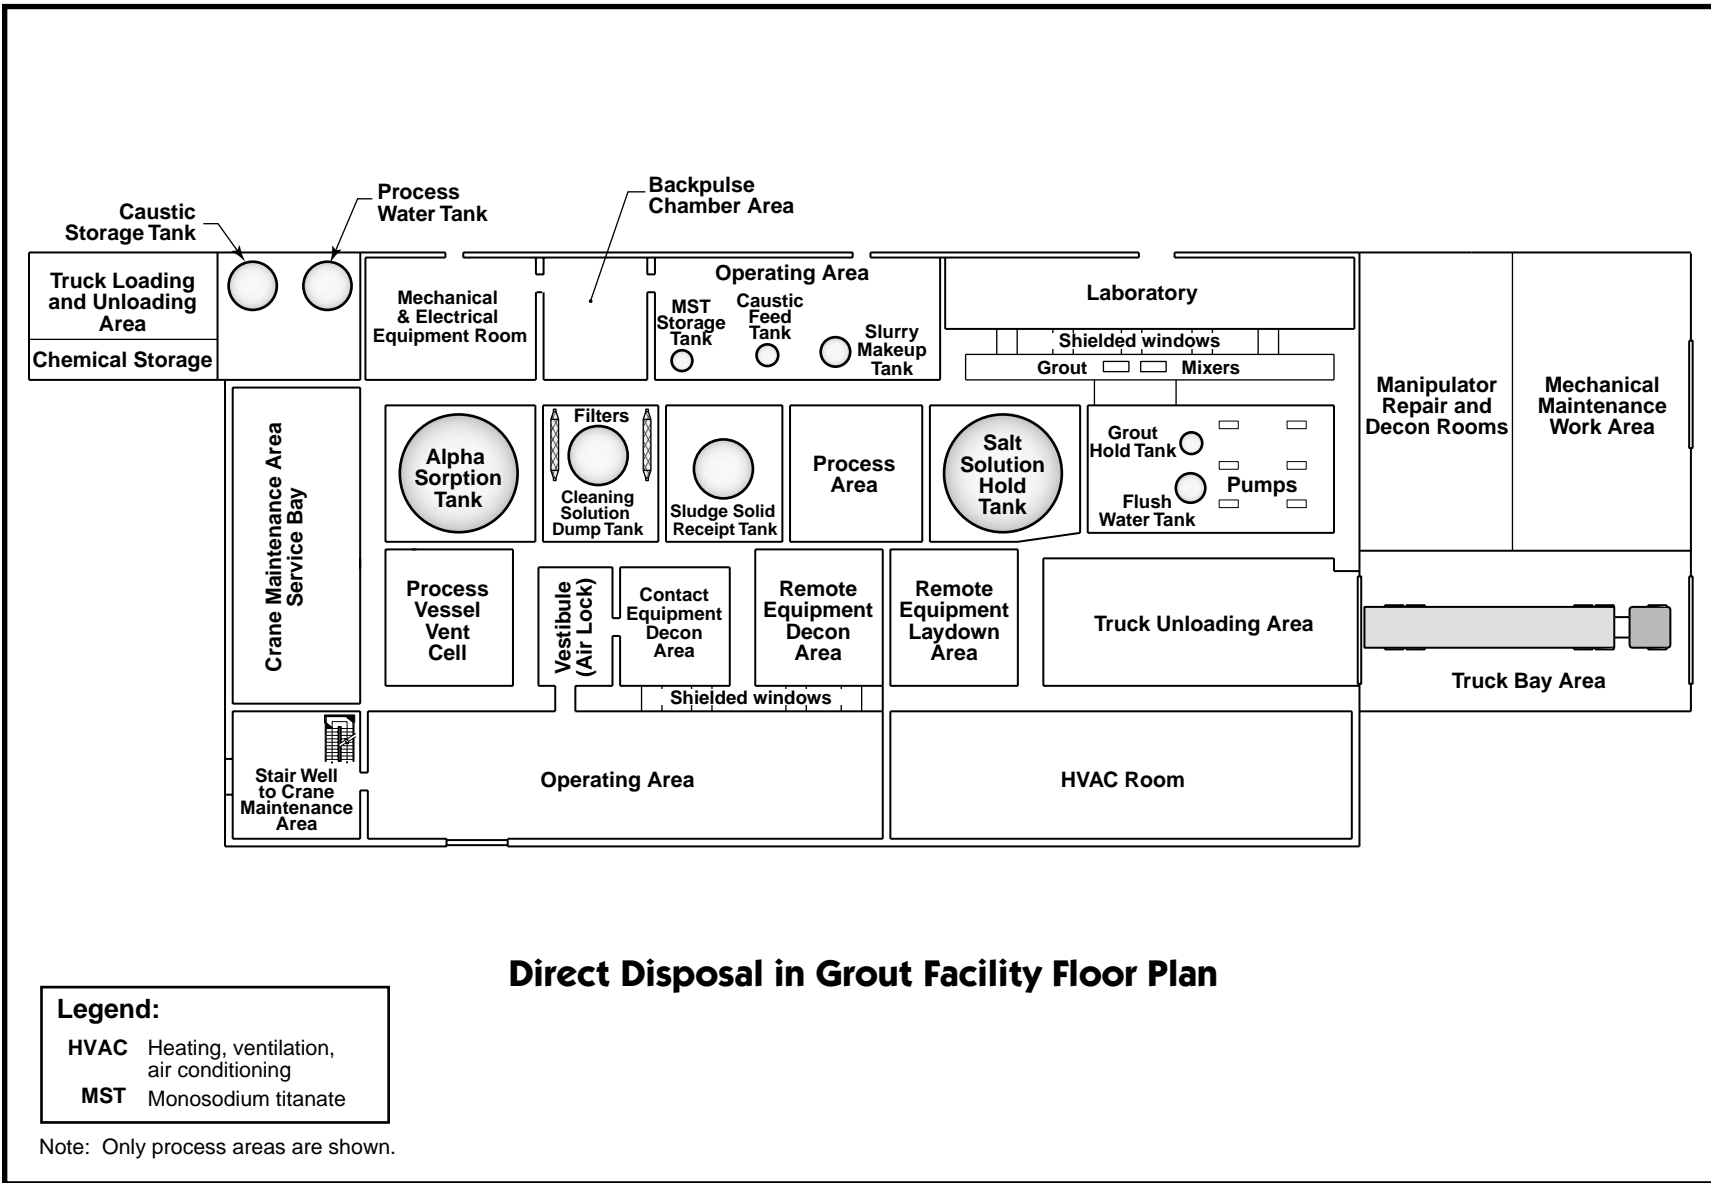 Caustic
Storage Tank
Process
Water Tank
Backpulse
Chamber Area
Truck Loading
and Unloading
Area
Chemical Storage
Mechanical
& Electrical
Equipment Room
Operating Area
MST
Storage
Tank
Caustic
Feed
Tank
Slurry
Makeup
Tank
Laboratory
Shielded windows
Grout
Mixers
Manipulator
Repair and
Decon Rooms
Mechanical
Maintenance
Work Area
Crane Maintenance Area
Service Bay
Alpha
Sorption
Tank
Filters
Cleaning
Solution
Dump Tank
Sludge Solid
Receipt Tank
Process
Area
Salt
Solution
Hold
Tank
Grout
Hold Tank
Flush
Water Tank
Pumps
Process
Vessel
Vent
Cell
Vestibule
(Air Lock)
Contact
Equipment
Decon
Area
Remote
Equipment
Decon
Area
Remote
Equipment
Laydown
Area
Truck Unloading Area
Truck Bay Area
Shielded windows
Stair Well
to Crane
Maintenance
Area
Operating Area
HVAC Room
Direct Disposal in Grout Facility Floor Plan
Legend:
HVAC Heating, ventilation,
air conditioning
MST Monosodium titanate
Note: Only process areas are shown.